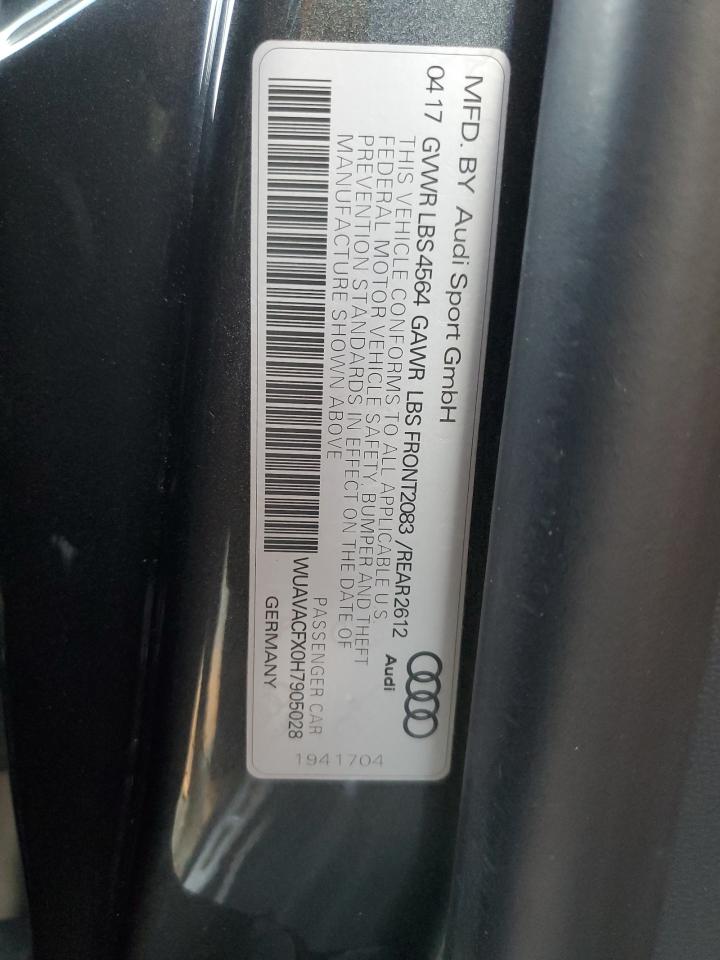 MFD. BY Audi Sport GmbH
04 17 GVWR LBS 4564 GAWR LBS FRONT2083 /REAR2612
THIS VEHICLE CONFORMS TO ALL APPLICABLE U S
FEDERAL MOTOR VEHICLE SAFETY, BUMPER AND THEFT
PREVENTION STANDARDS IN EFFECT ON THE DATE OF
MANUFACTURE SHOWN ABOVE
Audi
PASSENGER CAR
WUAVACFX0H7905028
GERMANY
1941704